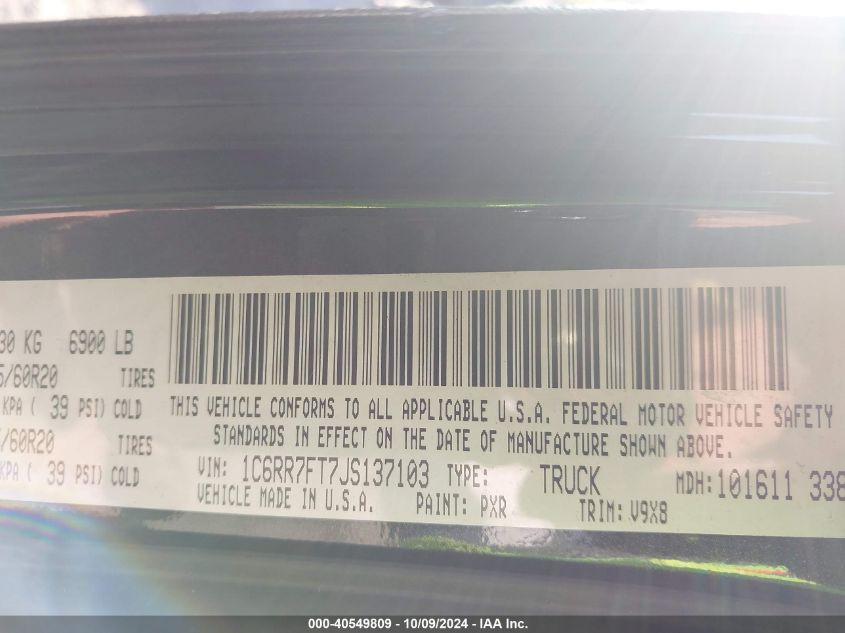 30 KG 6900 LB
/60R20 TIRES
KPA ( 39 PSI) COLD
/60R20 TIRES
KPA ( 39 PSI) COLD
THIS VEHICLE CONFORMS TO ALL APPLICABLE U.S.A. FEDERAL MOTOR VEHICLE SAFETY
STANDARDS IN EFFECT ON THE DATE OF MANUFACTURE SHOWN ABOVE.
VIN: 1C6RR7FT7JS137103 TYPE: TRUCK MDH: 101611 338
VEHICLE MADE IN U.S.A. PAINT: PXR TRIM: V9X8
000-40549809 - 10/09/2024 - IAA Inc.